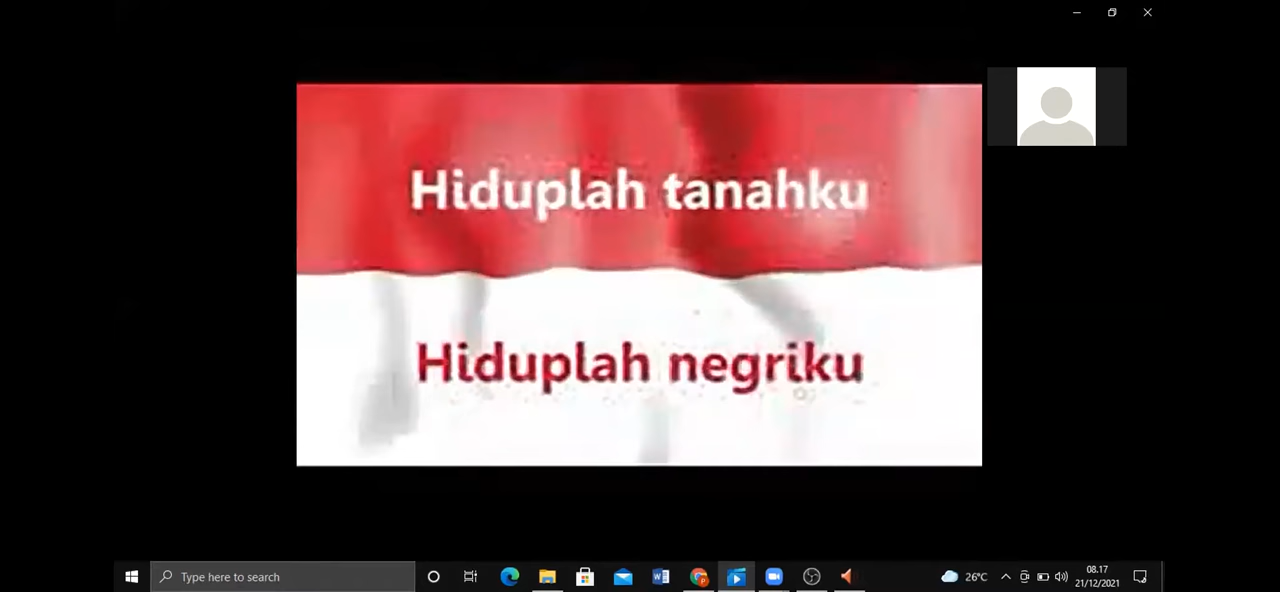 Hiduplah tanahku
Hiduplah negriku
Type here to search
26°C
08.17
21/12/2021